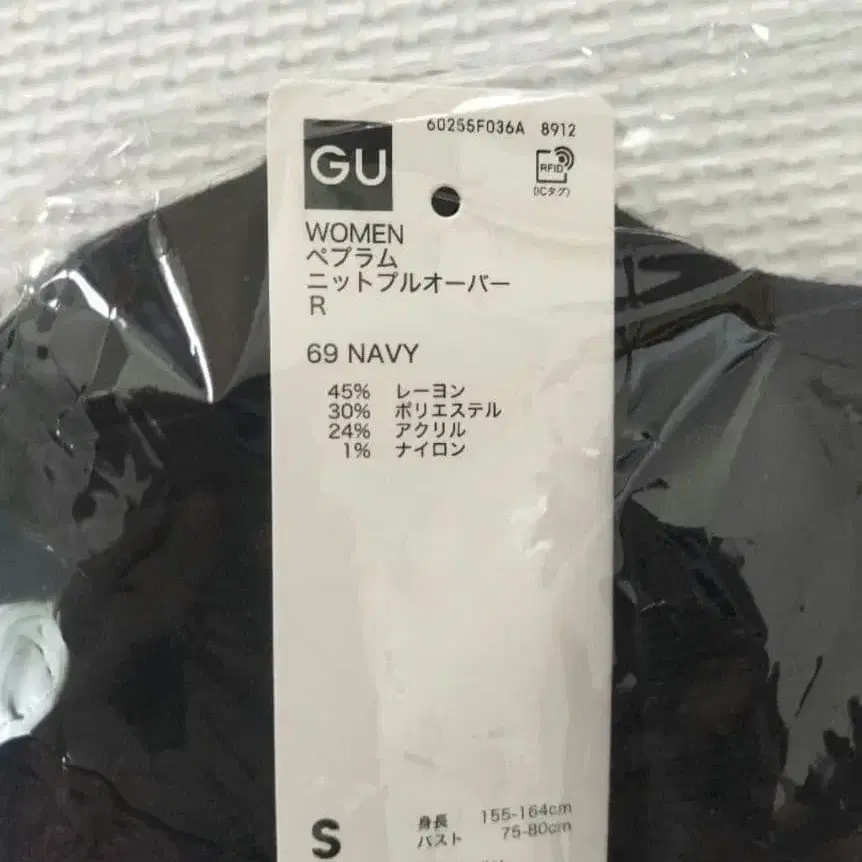 GU
60255F036A 8912
RFID
(ICタグ)
WOMEN
ペプラム
ニットプルオーバー
R
69 NAVY
45% レーヨン
30% ポリエステル
24% アクリル
1% ナイロン
S
身長 155-164cm
バスト 75-80cm